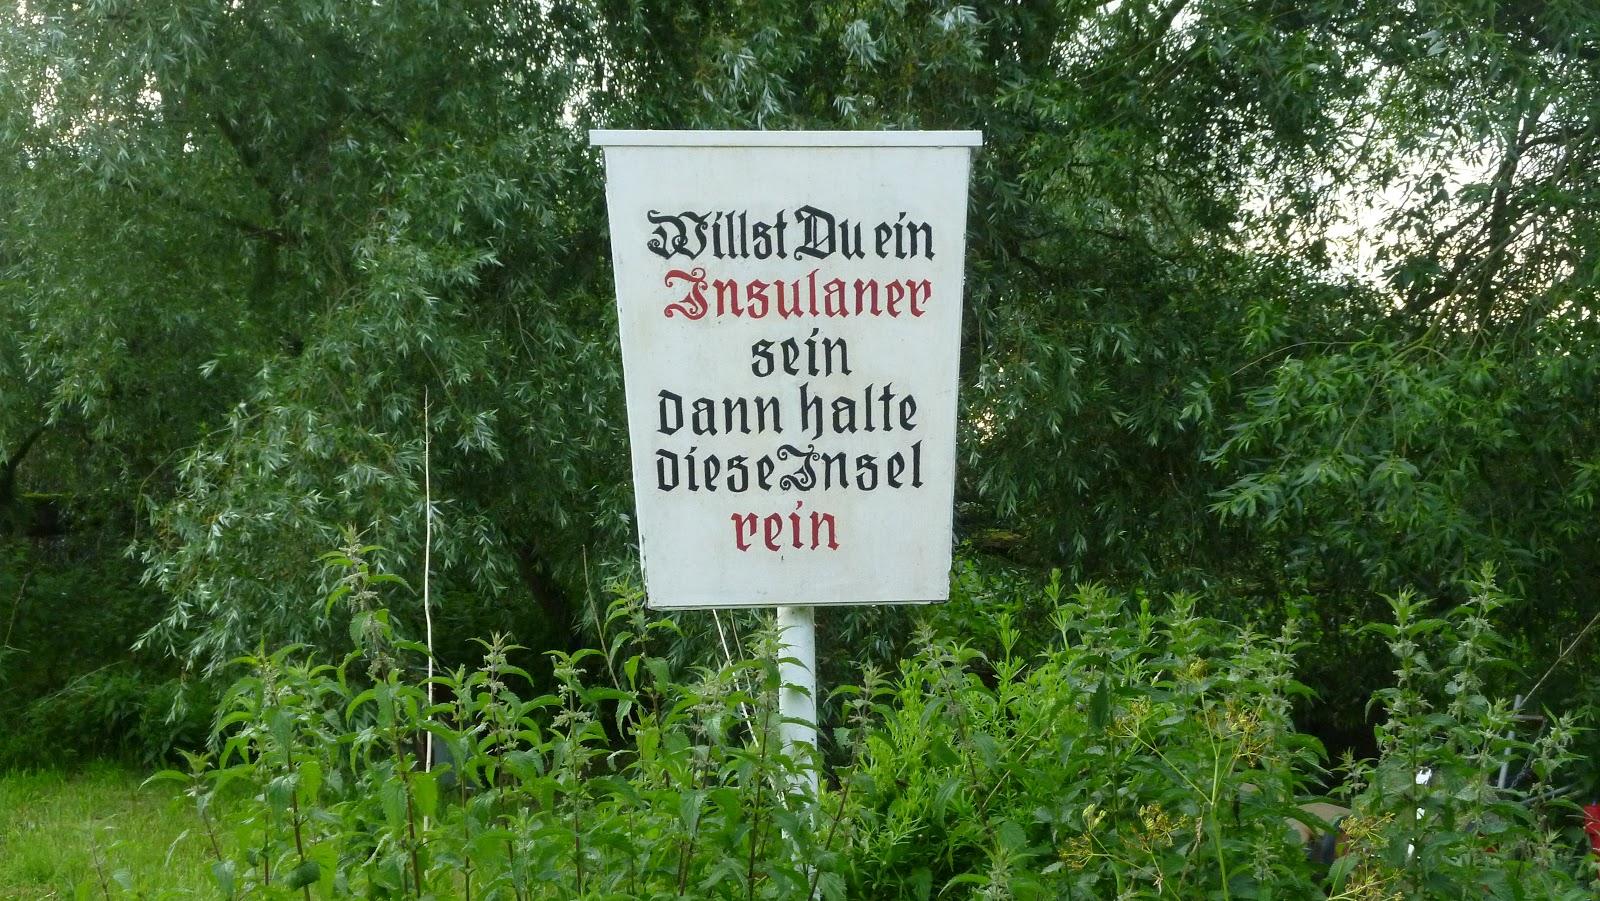 Willst Du ein
Insulaner
sein
Dann halte
diese Insel
rein